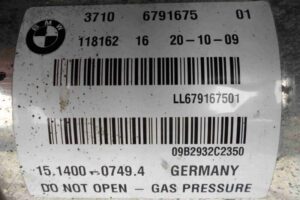 BMW
3710 6791675 01
118162 16 20-10-09
LL679167501
09B2932C2350
15.1400-0749.4 GERMANY
DO NOT OPEN - GAS PRESSURE